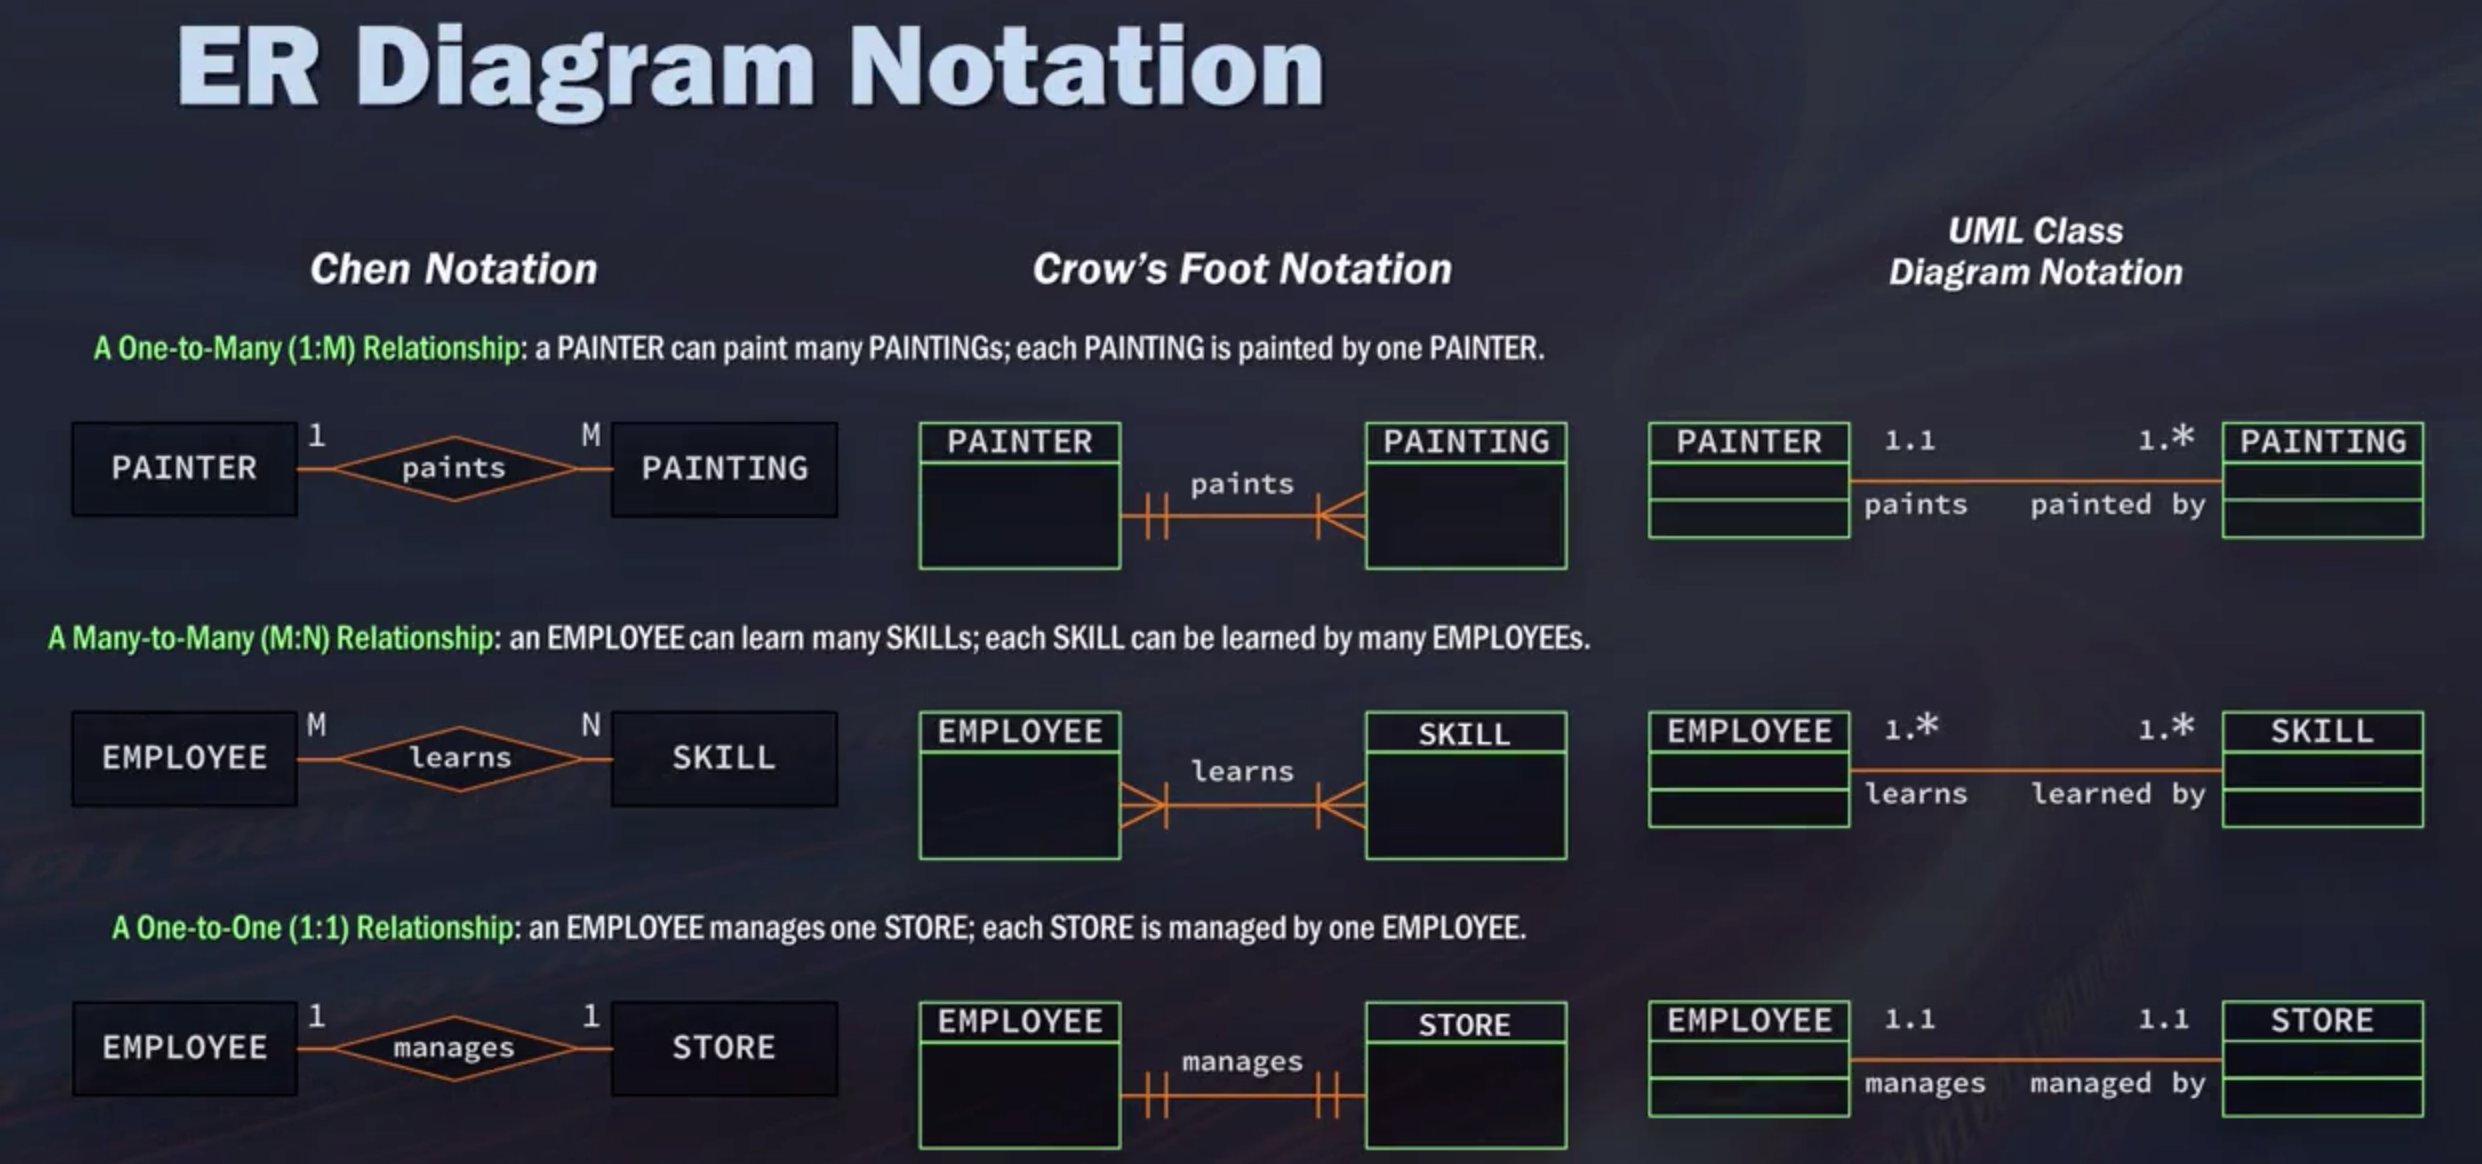 ER Diagram Notation
Chen Notation
Crow's Foot Notation
UML Class
Diagram Notation
A One-to-Many (1:M) Relationship: a PAINTER can paint many PAINTINGs; each PAINTING is painted by one PAINTER.
PAINTER 1 paints M PAINTING
PAINTER paints PAINTING
PAINTER 1.1 1.* PAINTING
paints painted by
A Many-to-Many (M:N) Relationship: an EMPLOYEE can learn many SKILLs; each SKILL can be learned by many EMPLOYEEs.
EMPLOYEE M learns N SKILL
EMPLOYEE learns SKILL
EMPLOYEE 1.* 1.* SKILL
learns learned by
A One-to-One (1:1) Relationship: an EMPLOYEE manages one STORE; each STORE is managed by one EMPLOYEE.
EMPLOYEE 1 manages 1 STORE
EMPLOYEE manages STORE
EMPLOYEE 1.1 1.1 STORE
manages managed by